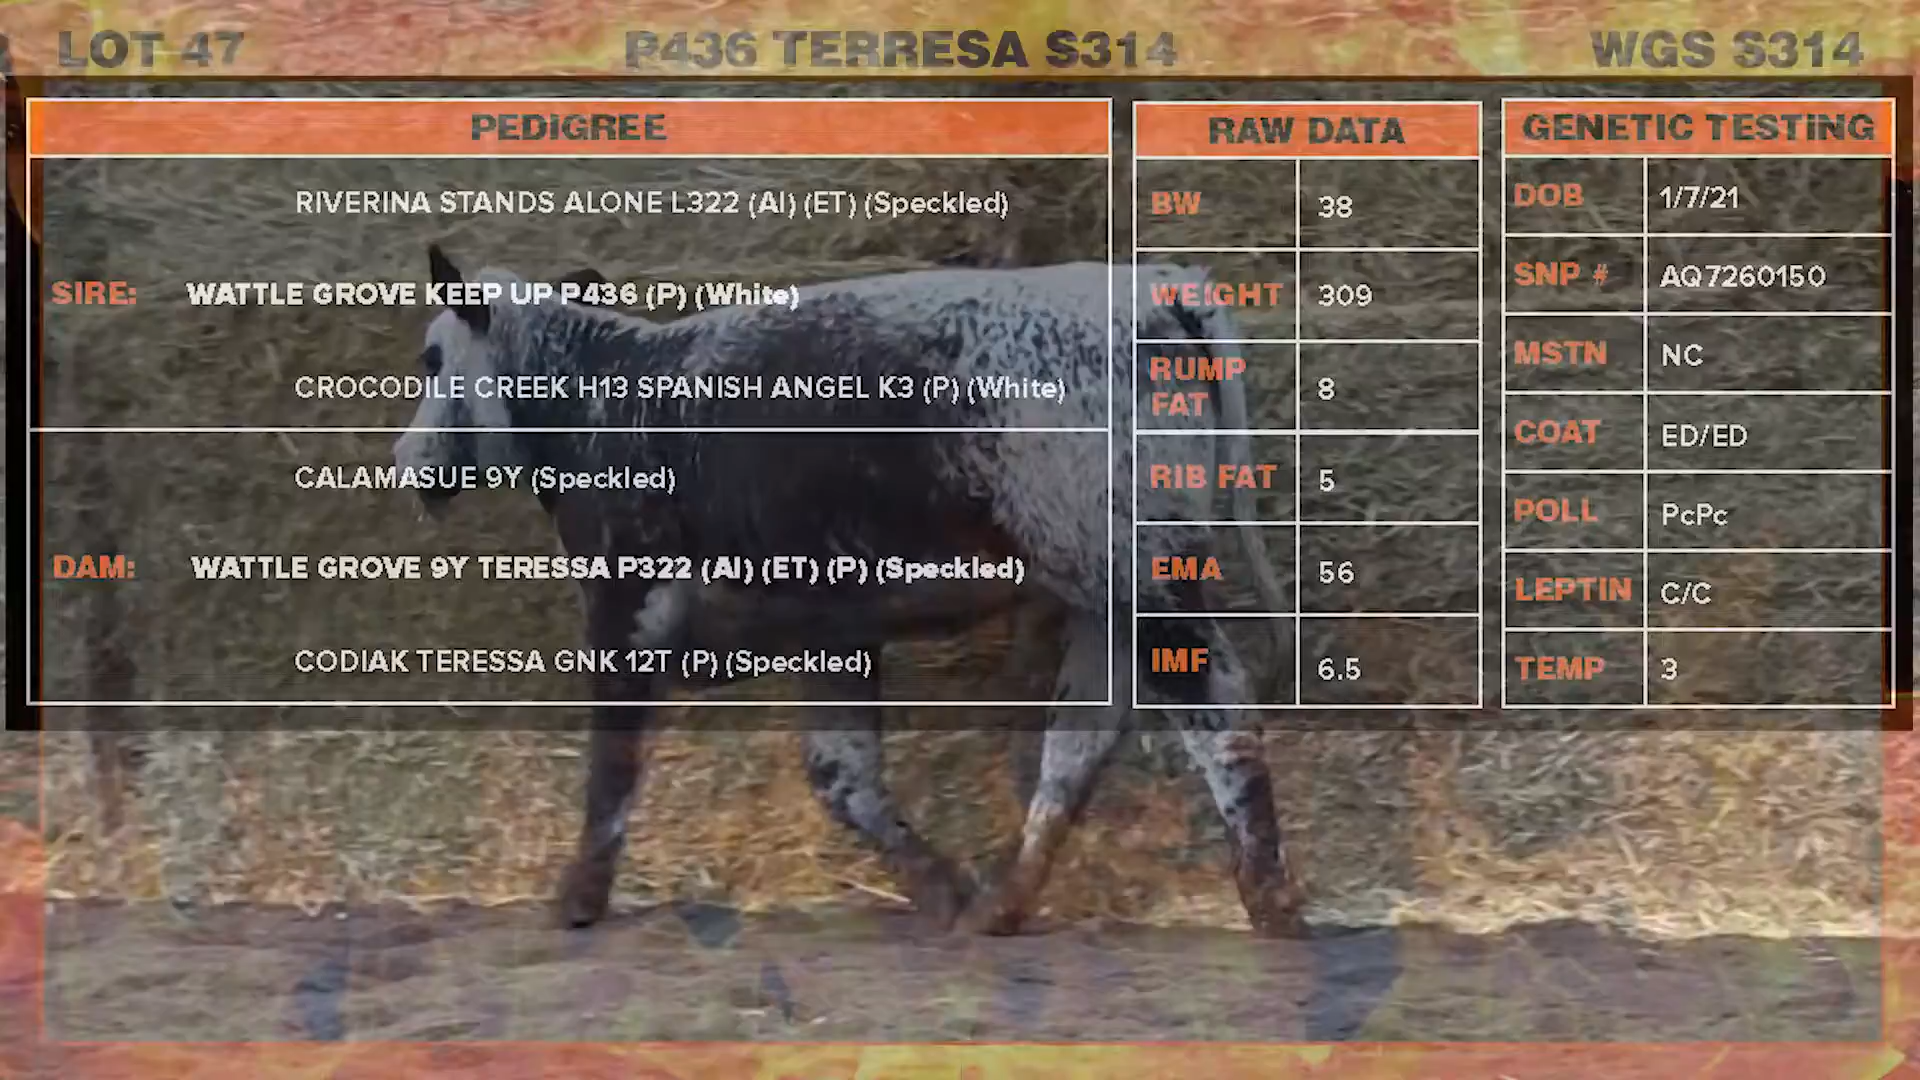 LOT 47
P436 TERRESA S314
WGS S314
PEDIGREE
RIVERINA STANDS ALONE L322 (AI) (ET) (Speckled)
SIRE: WATTLE GROVE KEEP UP P436 (P) (White)
CROCODILE CREEK H13 SPANISH ANGEL K3 (P) (White)
CALAMASUE 9Y (Speckled)
DAM: WATTLE GROVE 9Y TERESSA P322 (AI) (ET) (P) (Speckled)
CODIAK TERESSA GNK 12T (P) (Speckled)
RAW DATA
BW 38
WEIGHT 309
RUMP
FAT 8
RIB FAT 5
EMA 56
IMF 6.5
GENETIC TESTING
DOB 1/7/21
SNP # AQ7260150
MSTN NC
COAT ED/ED
POLL PcPc
LEPTIN C/C
TEMP 3